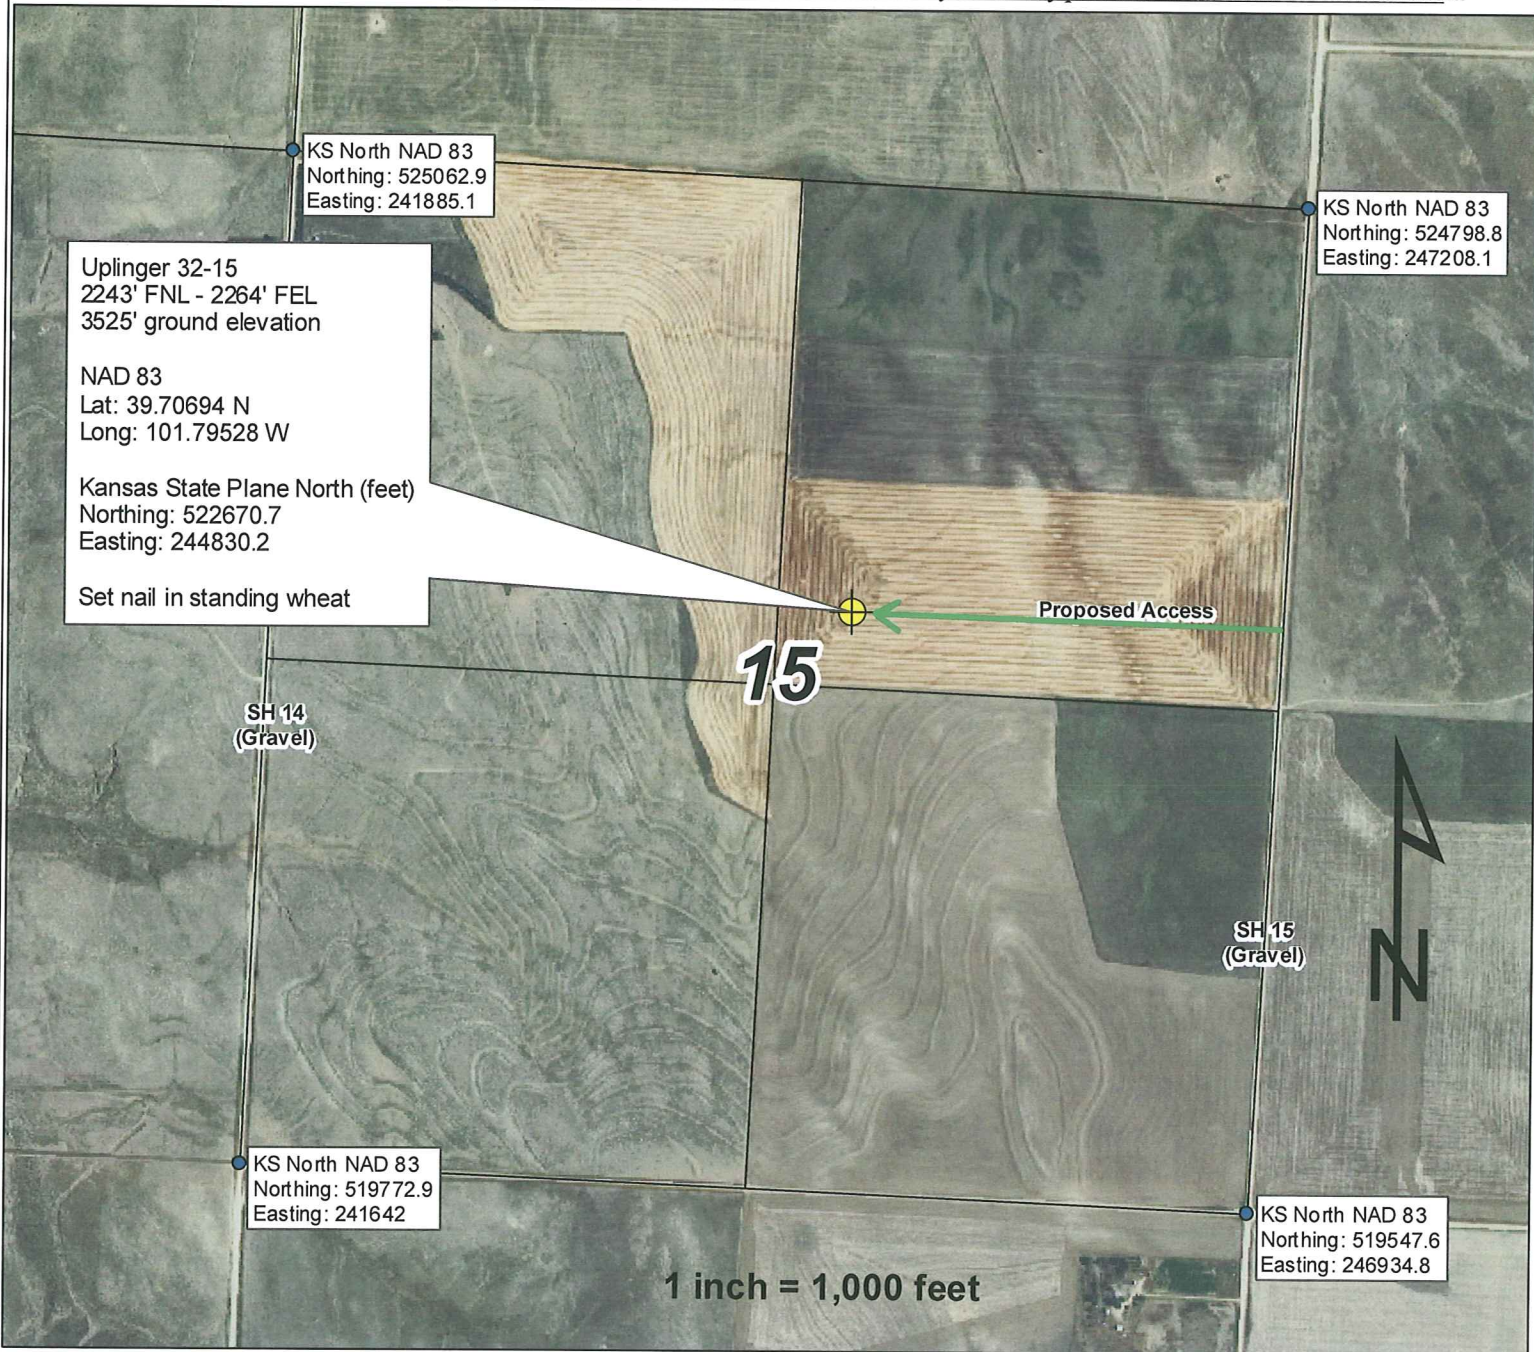 KS North NAD 83
Northing: 525062.9
Easting: 241885.1
KS North NAD 83
Northing: 524798.8
Easting: 247208.1
Uplinger 32-15
2243' FNL - 2264' FEL
3525' ground elevation
NAD 83
Lat: 39.70694 N
Long: 101.79528 W
Kansas State Plane North (feet)
Northing: 522670.7
Easting: 244830.2
Set nail in standing wheat
Proposed Access
15
SH 14
(Gravel)
SH 15
(Gravel)
N
KS North NAD 83
Northing: 519772.9
Easting: 241642
KS North NAD 83
Northing: 519547.6
Easting: 246934.8
1 inch = 1,000 feet